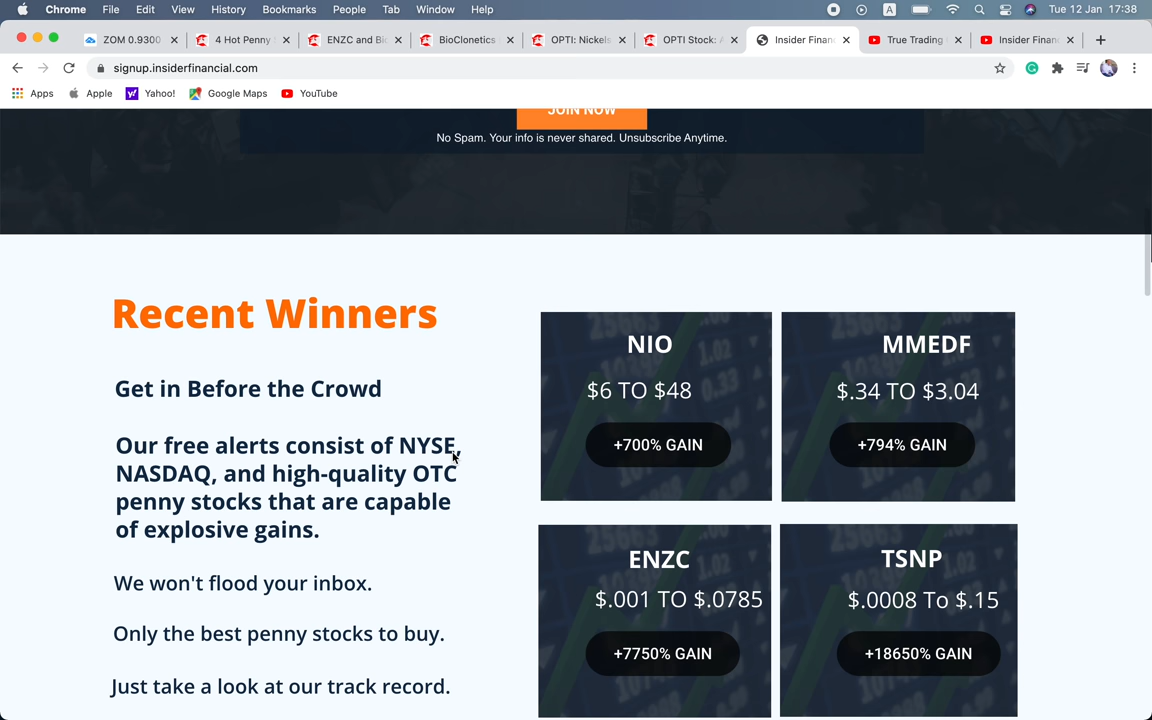 Chrome File Edit View History Bookmarks People Tab Window Help A Tue 12 Jan 17:38
ZOM 0.9300 4 Hot Penny ENZC and Bio BioClonetics OPTI: Nickels OPTI Stock: Insider Finan True Trading Insider Finan
signup.insiderfinancial.com
Apps Apple Yahoo! Google Maps YouTube
JOIN NOW
No Spam. Your info is never shared. Unsubscribe Anytime.
Recent Winners
Get in Before the Crowd
Our free alerts consist of NYSE,
NASDAQ, and high-quality OTC
penny stocks that are capable
of explosive gains.
We won't flood your inbox.
Only the best penny stocks to buy.
Just take a look at our track record.
NIO
$6 TO $48
+700% GAIN
MMEDF
$.34 TO $3.04
+794% GAIN
ENZC
$.001 TO $.0785
+7750% GAIN
TSNP
$.0008 To $.15
+18650% GAIN